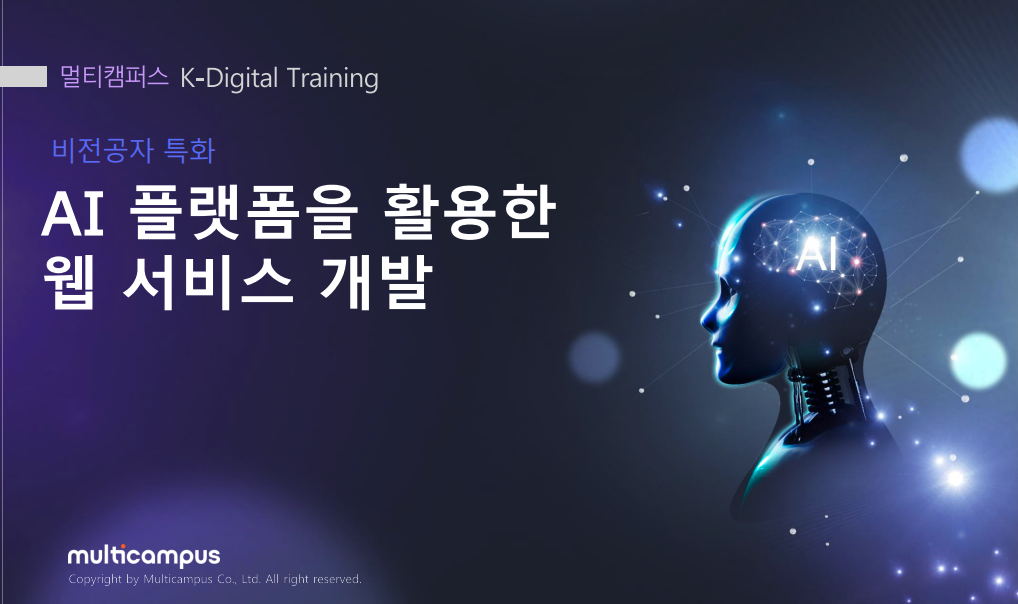 멀티캠퍼스 K-Digital Training
비전공자 특화
AI 플랫폼을 활용한
웹 서비스 개발
AI
multicampus
Copyright by Multicampus Co., Ltd. All right reserved.